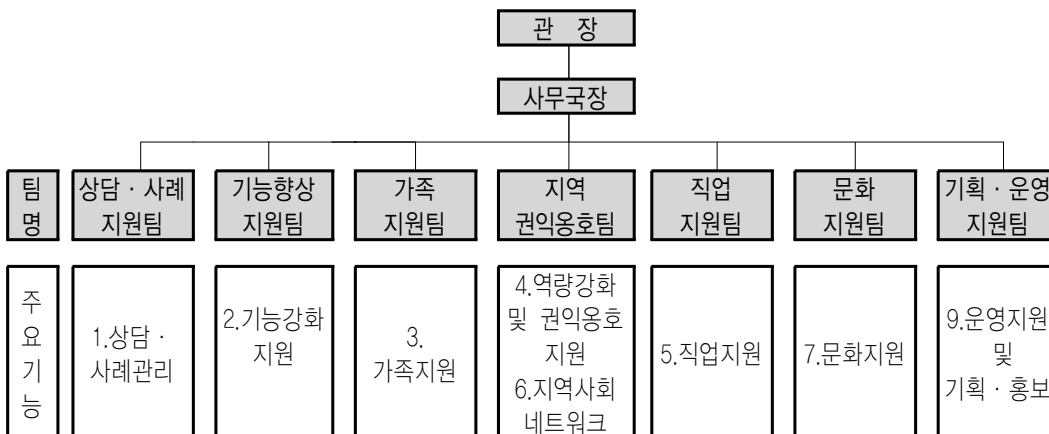 관 장
사무국장
팀
명
상담 · 사례
지원팀
기능향상
지원팀
가족
지원팀
지역
권익옹호팀
직업
지원팀
문화
지원팀
기획 · 운영
지원팀
주
요
기
능
1.상담 ·
사례관리
2.기능강화
지원
3.
가족지원
4.역량강화
및 권익옹호
지원
6.지역사회
네트워크
5.직업지원
7.문화지원
9.운영지원
및
기획 · 홍보